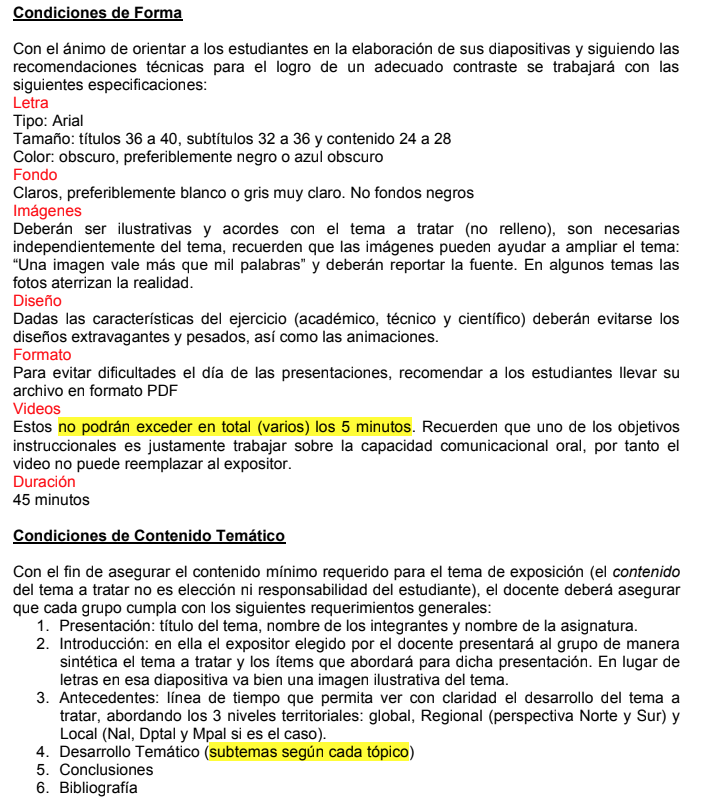 Condiciones de Forma
Con el ánimo de orientar a los estudiantes en la elaboración de sus diapositivas y siguiendo las
recomendaciones técnicas para el logro de un adecuado contraste se trabajará con las
siguientes especificaciones:
Letra
Tipo: Arial
Tamaño: títulos 36 a 40, subtítulos 32 a 36 y contenido 24 a 28
Color: obscuro, preferiblemente negro o azul obscuro
Fondo
Claros, preferiblemente blanco o gris muy claro. No fondos negros
Imágenes
Deberán ser ilustrativas y acordes con el tema a tratar (no relleno), son necesarias
independientemente del tema, recuerden que las imágenes pueden ayudar a ampliar el tema:
“Una imagen vale más que mil palabras” y deberán reportar la fuente. En algunos temas las
fotos aterrizan la realidad.
Diseño
Dadas las características del ejercicio (académico, técnico y científico) deberán evitarse los
diseños extravagantes y pesados, así como las animaciones.
Formato
Para evitar dificultades el día de las presentaciones, recomendar a los estudiantes llevar su
archivo en formato PDF
Videos
Estos no podrán exceder en total (varios) los 5 minutos. Recuerden que uno de los objetivos
instruccionales es justamente trabajar sobre la capacidad comunicacional oral, por tanto el
video no puede reemplazar al expositor.
Duración
45 minutos
Condiciones de Contenido Temático
Con el fin de asegurar el contenido mínimo requerido para el tema de exposición (el contenido
del tema a tratar no es elección ni responsabilidad del estudiante), el docente deberá asegurar
que cada grupo cumpla con los siguientes requerimientos generales:
1. Presentación: título del tema, nombre de los integrantes y nombre de la asignatura.
2. Introducción: en ella el expositor elegido por el docente presentará al grupo de manera
sintética el tema a tratar y los ítems que abordará para dicha presentación. En lugar de
letras en esa diapositiva va bien una imagen ilustrativa del tema.
3. Antecedentes: línea de tiempo que permita ver con claridad el desarrollo del tema a
tratar, abordando los 3 niveles territoriales: global, Regional (perspectiva Norte y Sur) y
Local (Nal, Dptal y Mpal si es el caso).
4. Desarrollo Temático (subtemas según cada tópico)
5. Conclusiones
6. Bibliografía